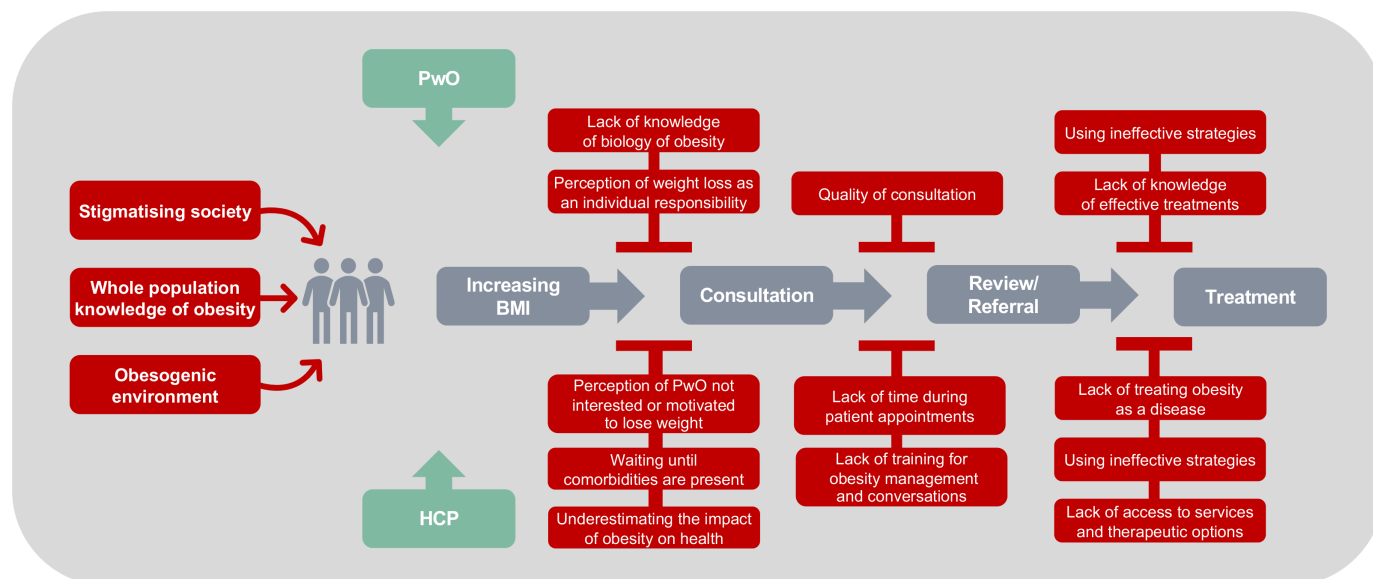 PwO
Lack of knowledge
of biology of obesity
Perception of weight loss as
an individual responsibility
Quality of consultation
Using ineffective strategies
Lack of knowledge
of effective treatments
Stigmatising society
Whole population
knowledge of obesity
Obesogenic
environment
Increasing
BMI
Consultation
Review/
Referral
Treatment
HCP
Perception of PwO not
interested or motivated
to lose weight
Waiting until
comorbidities are present
Underestimating the impact
of obesity on health
Lack of time during
patient appointments
Lack of training for
obesity management
and conversations
Lack of treating obesity
as a disease
Using ineffective strategies
Lack of access to services
and therapeutic options